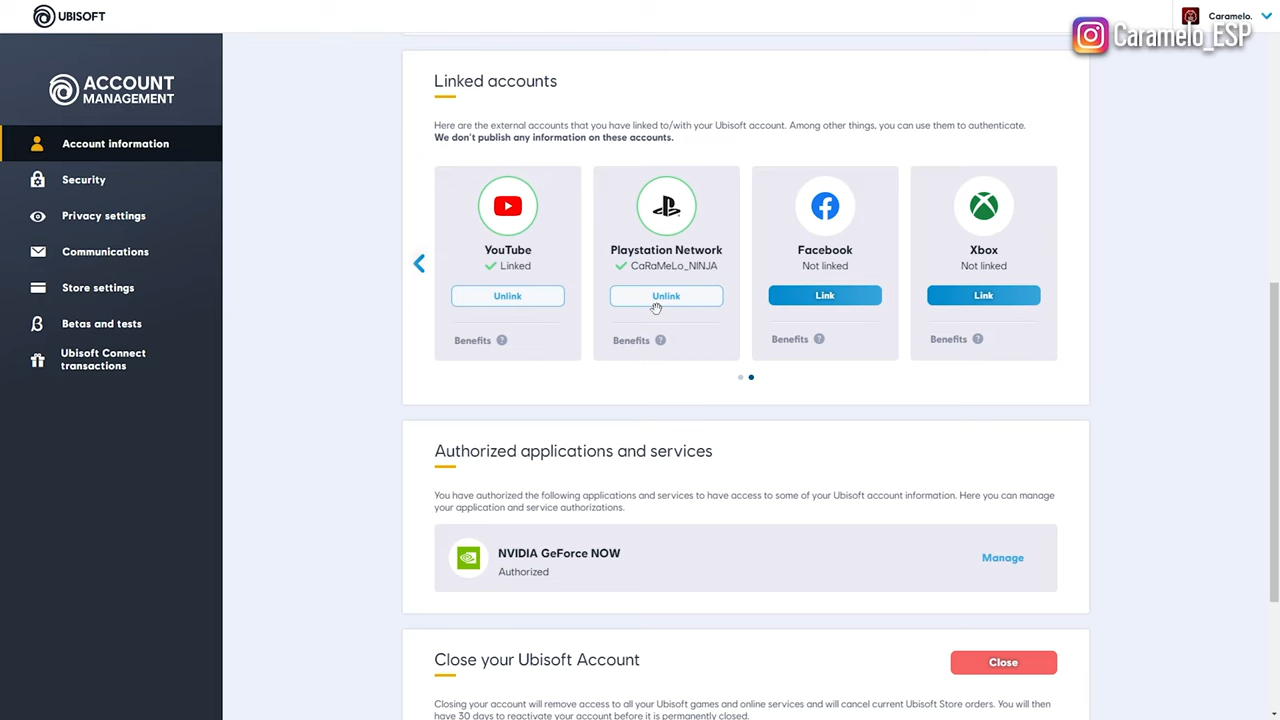 UBISOFT
Caramelo.
Caramelo_ESP
ACCOUNT
MANAGEMENT
Account information
Security
Privacy settings
Communications
Store settings
Betas and tests
Ubisoft Connect
transactions
Linked accounts
Here are the external accounts that you have linked to/with your Ubisoft account. Among other things, you can use them to authenticate.
We don't publish any information on these accounts.
YouTube
Linked
Unlink
Benefits ?
Playstation Network
CaRaMeLo_NINJA
Unlink
Benefits ?
Facebook
Not linked
Link
Benefits ?
Xbox
Not linked
Link
Benefits ?
Authorized applications and services
You have authorized the following applications and services to have access to some of your Ubisoft account information. Here you can manage
your application and service authorizations.
NVIDIA GeForce NOW
Authorized
Manage
Close your Ubisoft Account
Close
Closing your account will remove access to all your Ubisoft games and online services and will cancel current Ubisoft Store orders. You will then
have 30 days to reactivate your account before it is permanently closed.